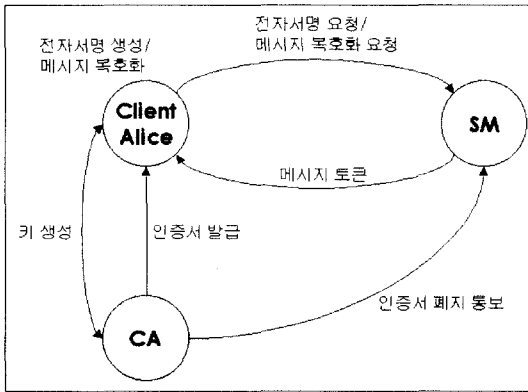 전자서명 생성/
메시지 복호화
전자서명 요청/
메시지 복호화 요청
Client
Alice
SM
메시지 토큰
키 생성
인증서 발급
인증서 폐지 통보
CA